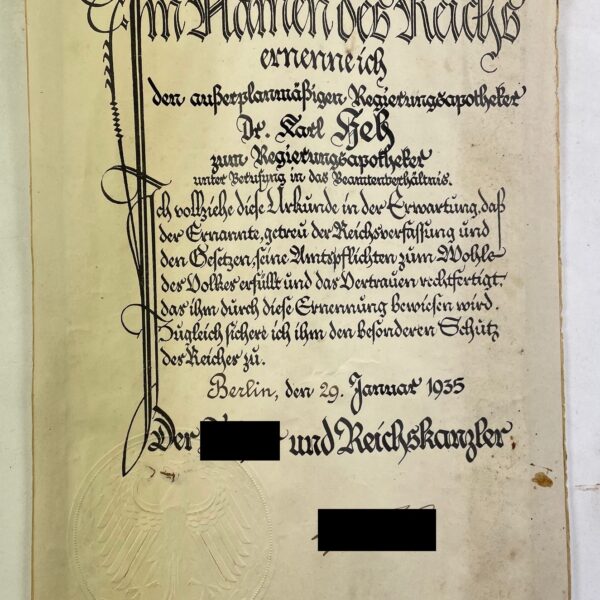 Im Namen des Reichs
ernenne ich
den außerplanmäßigen Regierungsapotheker
Dr. Karl Heß
zum Regierungsapotheker
unter Berufung in das Beamtenverhältnis.
Ich vollziehe diese Urkunde in der Erwartung, daß
der Ernannte, getreu der Reichsverfassung und
den Gesetzen, seine Amtspflichten zum Wohle
des Volkes erfüllt und das Vertrauen rechtfertigt,
das ihm durch diese Ernennung bewiesen wird.
Zugleich sichere ich ihm den besonderen Schutz
des Reiches zu.
Berlin, den 29. Januar 1935
Der und Reichskanzler